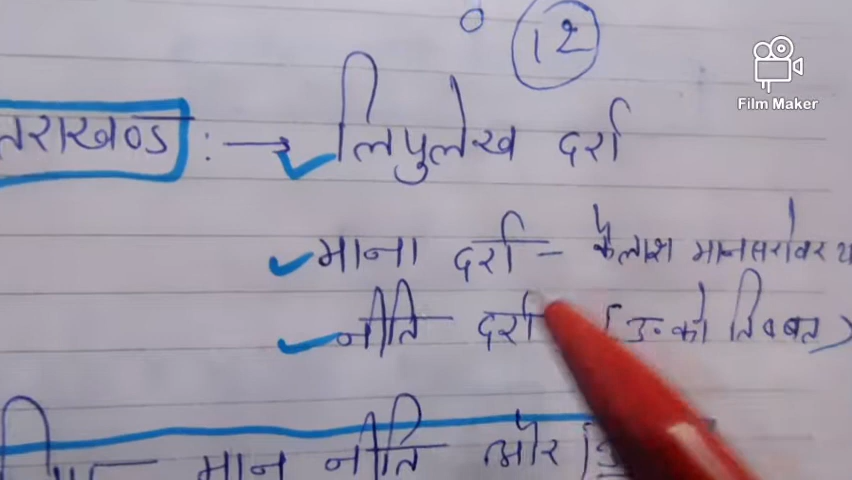 12
Film Maker
तराखण्ड :→ लिपुलेख दर्रा
माना दर्रा - कैलाश मानसरोवर
नीति दर्रा (उ० को तिब्बत)
मान नीति और